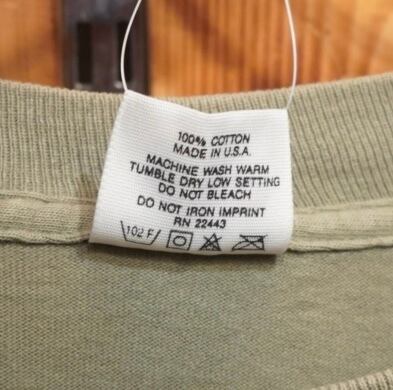 100% COTTON
MADE IN U.S.A.
MACHINE WASH WARM
TUMBLE DRY LOW SETTING
DO NOT BLEACH
DO NOT IRON IMPRINT
RN 22443
102 F